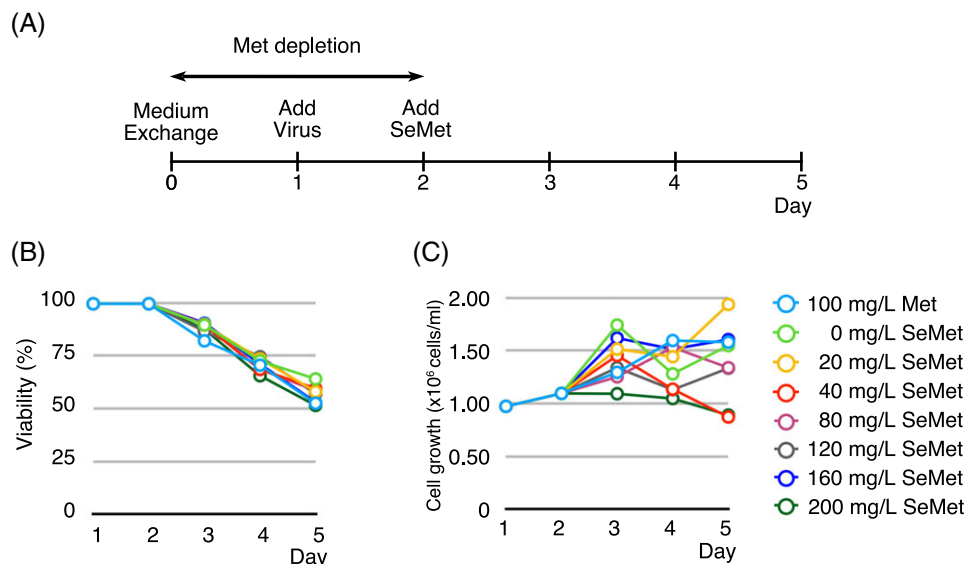 (A)
Met depletion
Medium
Exchange
Add
Virus
Add
SeMet
0 1 2 3 4 5
Day
(B)
Viability (%)
100
75
50
25
0
1 2 3 4 5
Day
(C)
Cell growth (x10⁶ cells/ml)
2.00
1.50
1.00
0.50
0
1 2 3 4 5
Day
100 mg/L Met
0 mg/L SeMet
20 mg/L SeMet
40 mg/L SeMet
80 mg/L SeMet
120 mg/L SeMet
160 mg/L SeMet
200 mg/L SeMet